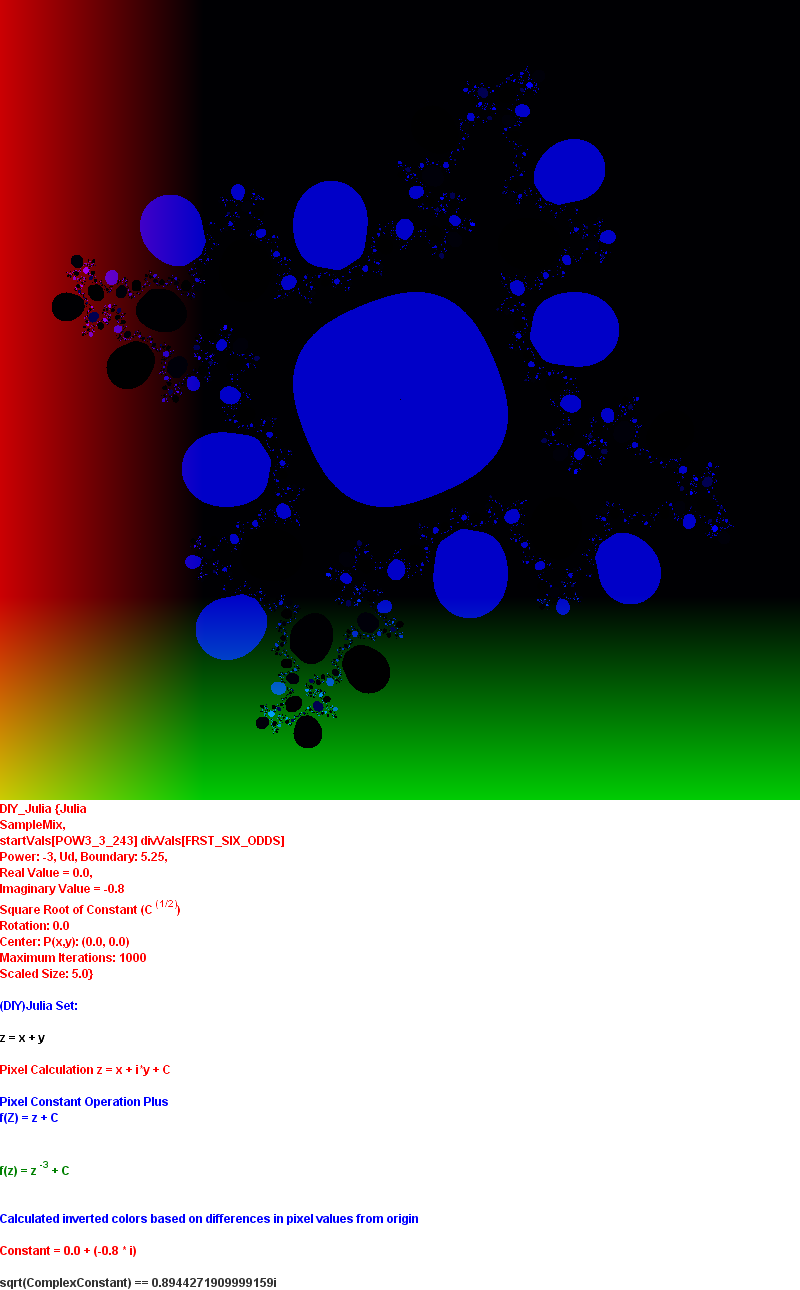 DIY_Julia {Julia
SampleMix,
startVals[POW3_3_243] divVals[FRST_SIX_ODDS]
Power: -3, Ud, Boundary: 5.25,
Real Value = 0.0,
Imaginary Value = -0.8
Square Root of Constant (C (1/2))
Rotation: 0.0
Center: P(x,y): (0.0, 0.0)
Maximum Iterations: 1000
Scaled Size: 5.0}
(DIY)Julia Set:
z = x + y
Pixel Calculation z = x + i*y + C
Pixel Constant Operation Plus
f(Z) = z + C
f(z) = z -3 + C
Calculated inverted colors based on differences in pixel values from origin
Constant = 0.0 + (-0.8 * i)
sqrt(ComplexConstant) == 0.8944271909999159i